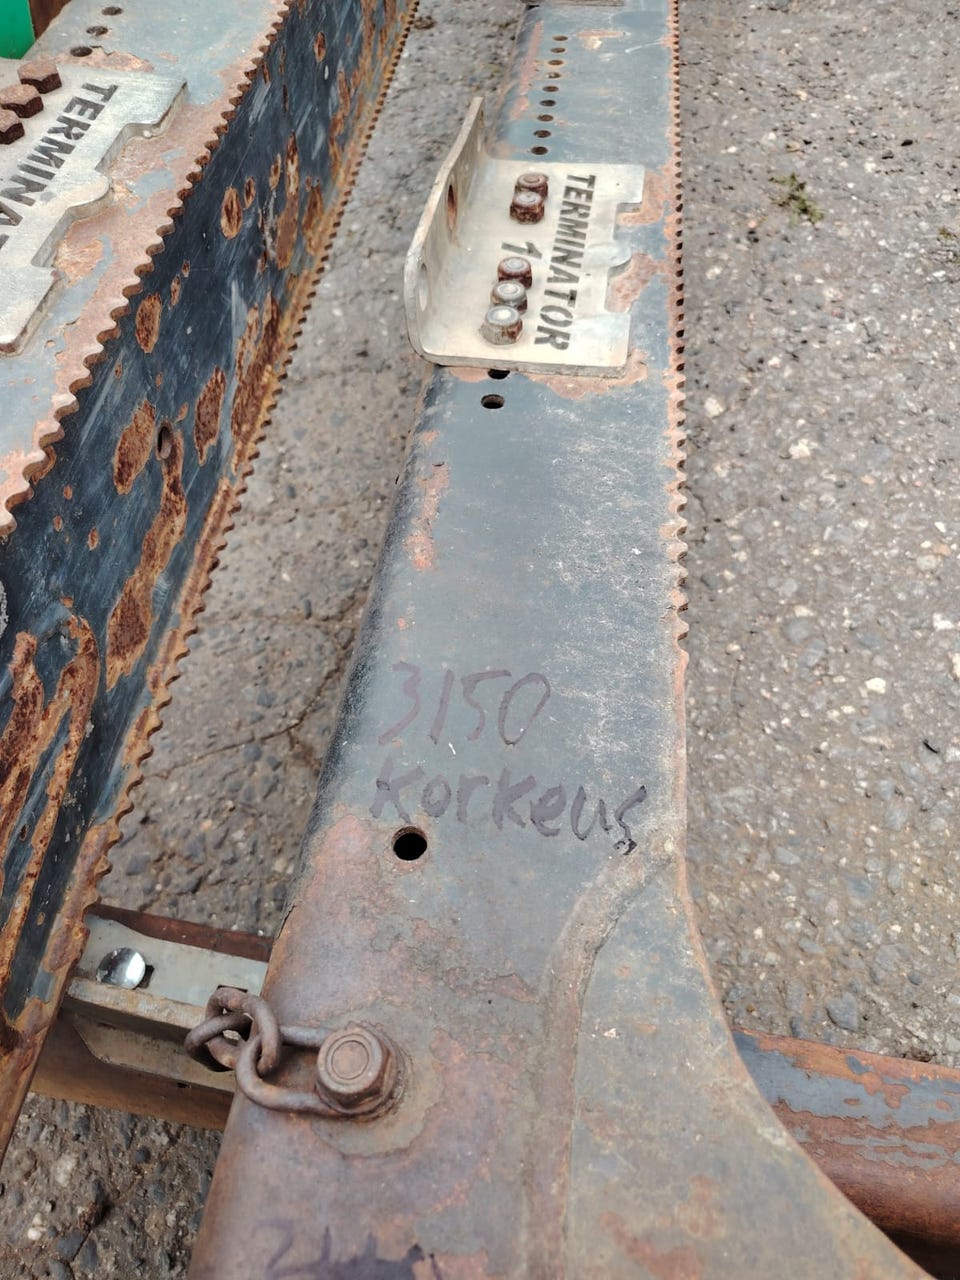 TERMINATOR
1
TERMINA
3150
Korkeus